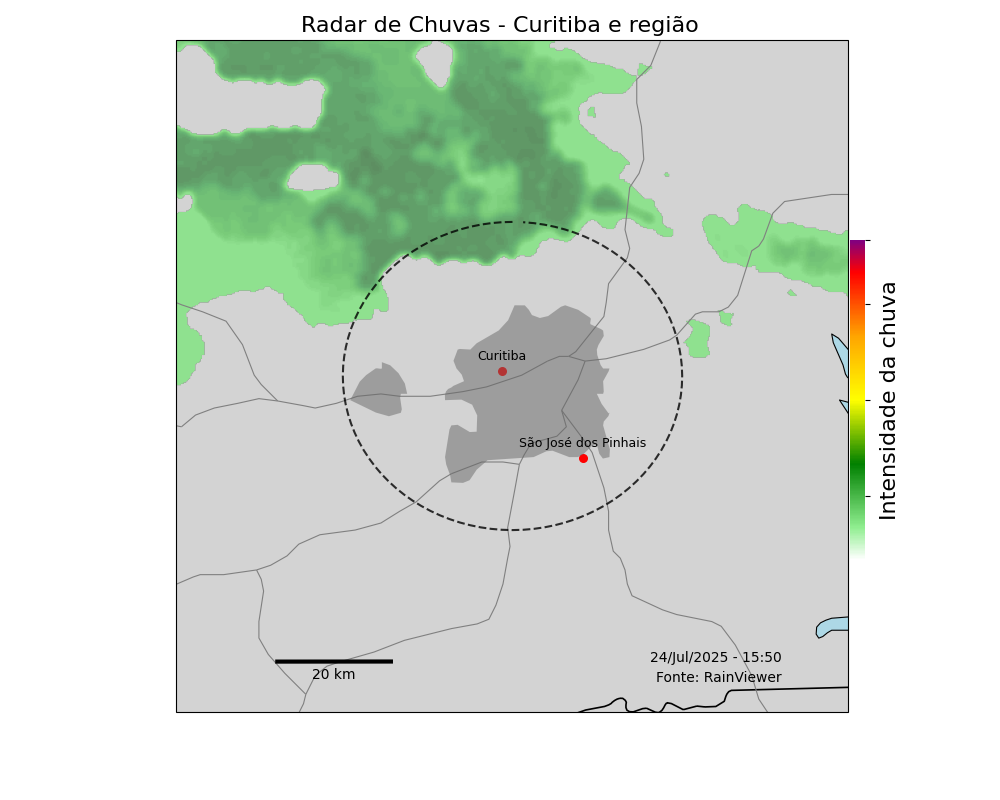 Radar de Chuvas - Curitiba e região
Curitiba
São José dos Pinhais
Intensidade da chuva
24/Jul/2025 - 15:50
Fonte: RainViewer
20 km